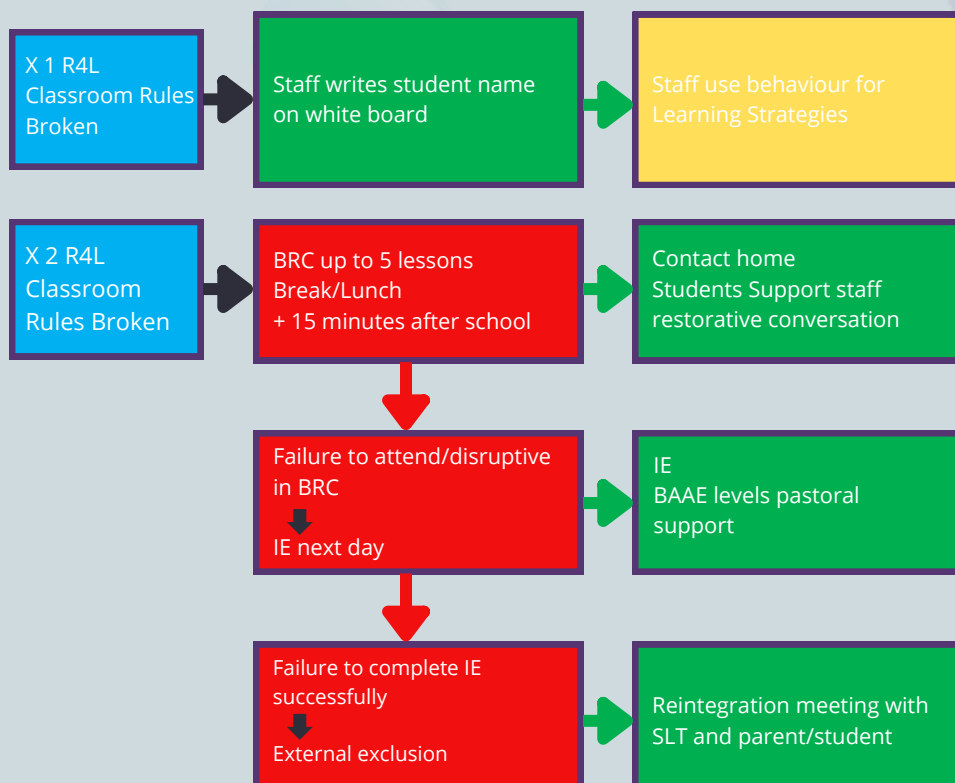 X 1 R4L
Classroom Rules
Broken
Staff writes student name
on white board
Staff use behaviour for
Learning Strategies
X 2 R4L
Classroom
Rules Broken
BRC up to 5 lessons
Break/Lunch
+ 15 minutes after school
Contact home
Students Support staff
restorative conversation
Failure to attend/disruptive
in BRC
IE next day
IE
BAAE levels pastoral
support
Failure to complete IE
successfully
External exclusion
Reintegration meeting with
SLT and parent/student